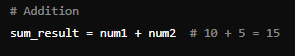 # Addition
sum_result = num1 + num2  # 10 + 5 = 15